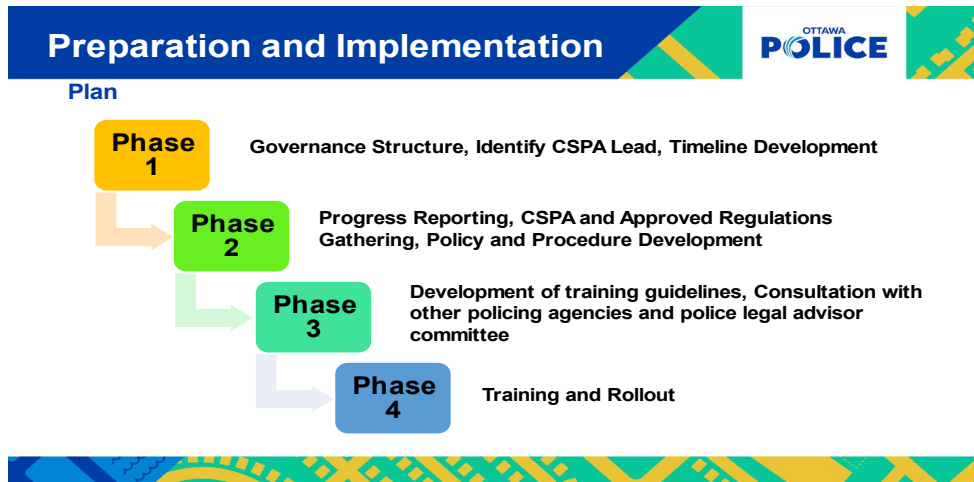 Preparation and Implementation
OTTAWA
POLICE
Plan
Phase
1
Governance Structure, Identify CSPA Lead, Timeline Development
Phase
2
Progress Reporting, CSPA and Approved Regulations
Gathering, Policy and Procedure Development
Phase
3
Development of training guidelines, Consultation with
other policing agencies and police legal advisor
committee
Phase
4
Training and Rollout